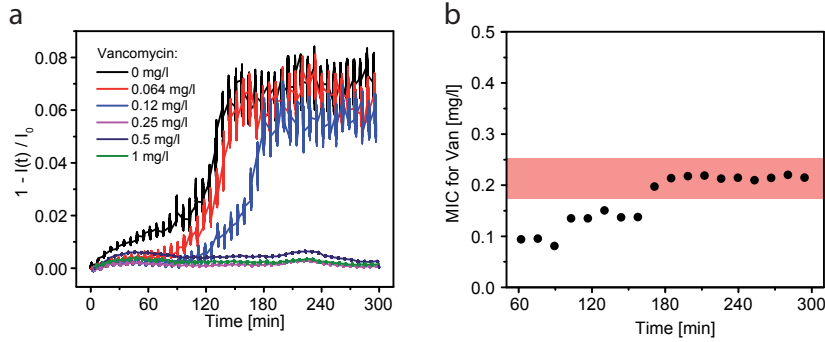 a
Vancomycin:
0 mg/l
0.064 mg/l
0.12 mg/l
0.25 mg/l
0.5 mg/l
1 mg/l
1 - I(t) / I₀
0.08
0.06
0.04
0.02
0.00
0 60 120 180 240 300
Time [min]
b
MIC for Van [mg/l]
0.5
0.4
0.3
0.2
0.1
0.0
60 120 180 240 300
Time [min]